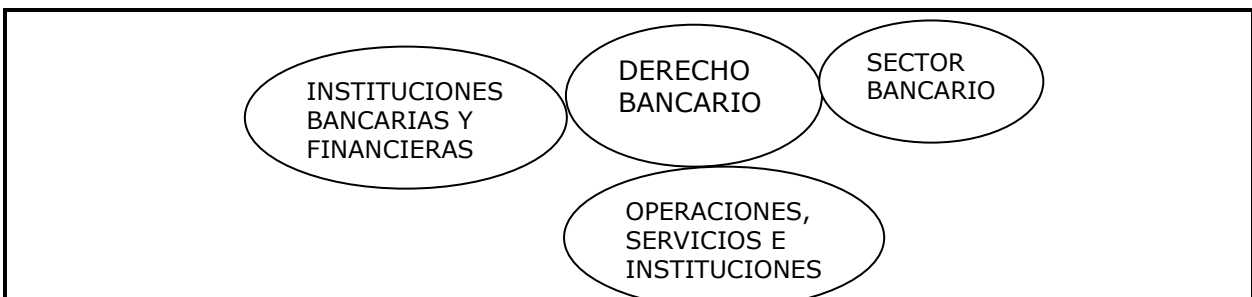 INSTITUCIONES
BANCARIAS Y
FINANCIERAS
DERECHO
BANCARIO
SECTOR
BANCARIO
OPERACIONES,
SERVICIOS E
INSTITUCIONES